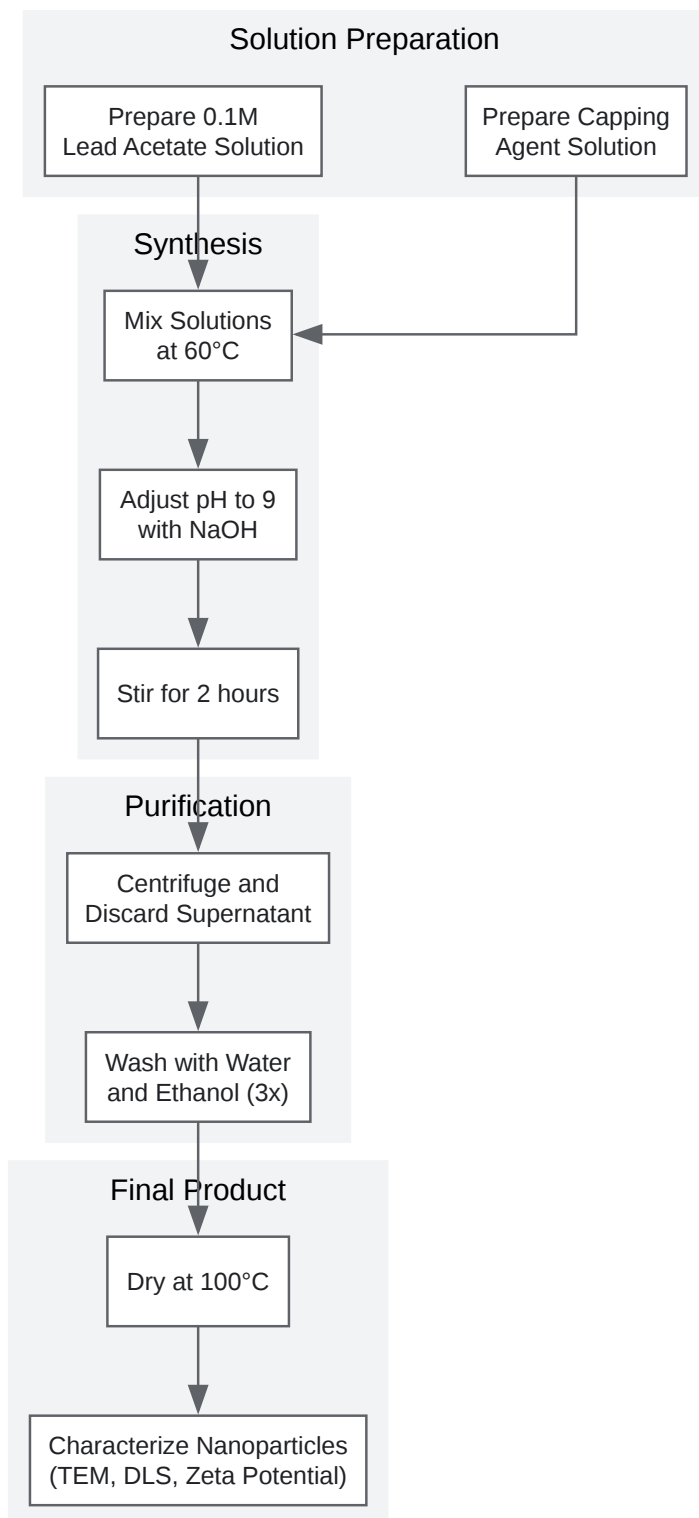 Solution Preparation
Prepare 0.1M
Lead Acetate Solution
Prepare Capping
Agent Solution
Synthesis
Mix Solutions
at 60°C
Adjust pH to 9
with NaOH
Stir for 2 hours
Purification
Centrifuge and
Discard Supernatant
Wash with Water
and Ethanol (3x)
Final Product
Dry at 100°C
Characterize Nanoparticles
(TEM, DLS, Zeta Potential)